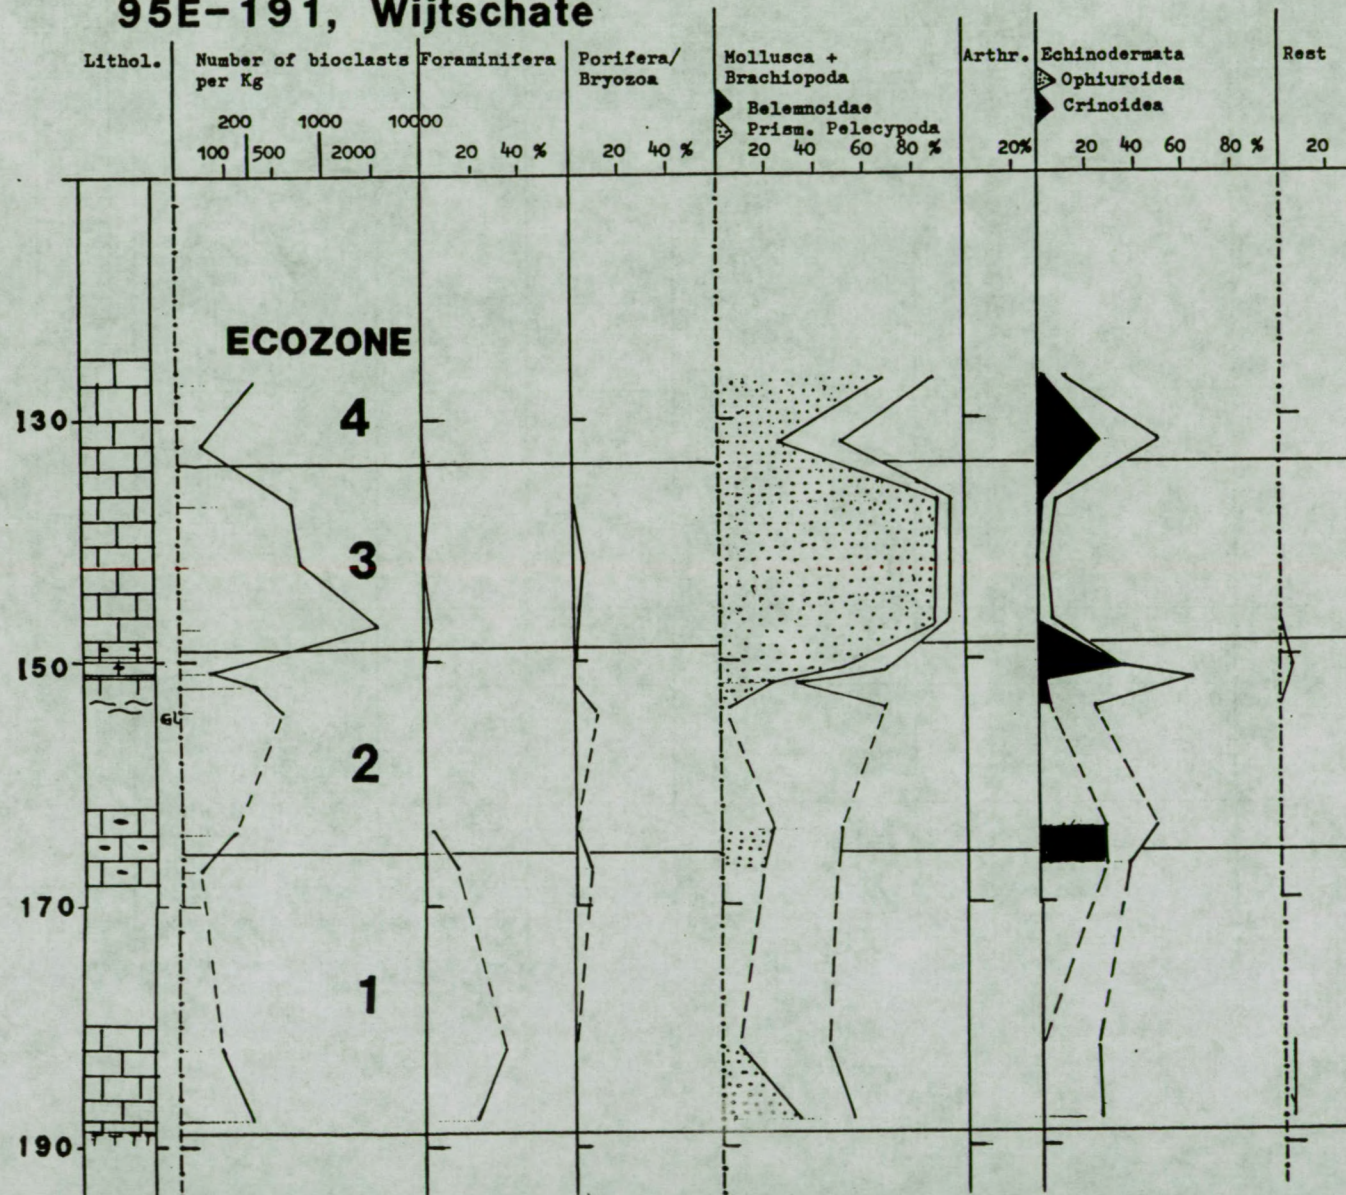 95E-191, Wijtschate
Lithol.
Number of bioclasts
per Kg
200 1000 10000
100 500 2000
Foraminifera
20 40 %
Porifera/
Bryozoa
20 40 %
Mollusca +
Brachiopoda
Belemnoidae
Prism. Pelecypoda
20 40 60 80 %
Arthr.
20%
Echinodermata
Ophiuroidea
Crinoidea
20 40 60 80 %
Rest
20
ECOZONE
130
4
3
150
GL
2
170
1
190